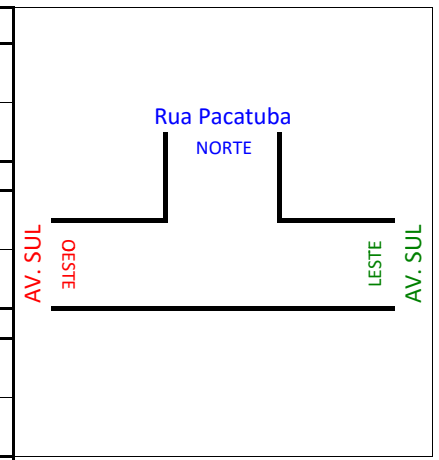 Rua Pacatuba
NORTE
AV. SUL
OESTE
LESTE
AV. SUL